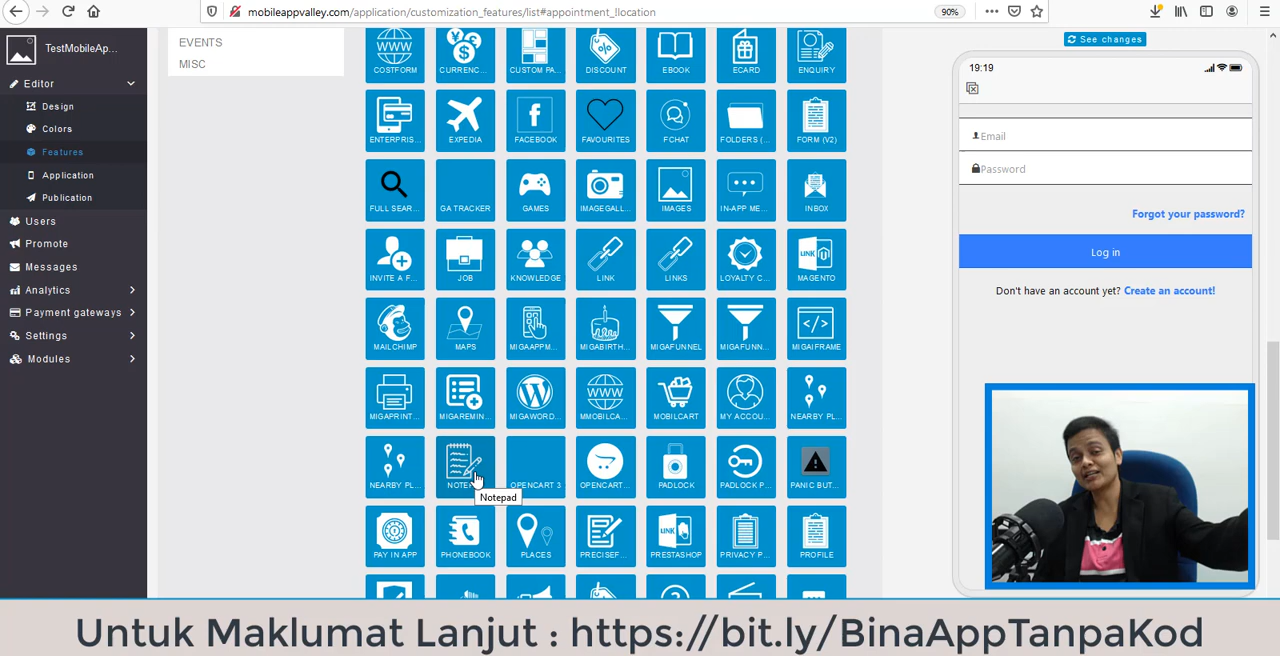 mobileappvalley.com/application/customization_features/list#appointment_llocation
90%
TestMobileAp...
Editor
Design
Colors
Features
Application
Publication
Users
Promote
Messages
Analytics
Payment gateways
Settings
Modules
EVENTS
MISC
COSTFORM
CURRENC...
CUSTOM PA...
DISCOUNT
EBOOK
ECARD
ENQUIRY
ENTERPRIS...
EXPEDIA
FACEBOOK
FAVOURITES
FCHAT
FOLDERS (...
FORM (V2)
FULL SEAR...
GA TRACKER
GAMES
IMAGEGALL...
IMAGES
IN-APP ME...
INBOX
INVITE A F...
JOB
KNOWLEDGE
LINK
LINKS
LOYALTY C...
LINK
MAGENTO
MAILCHIMP
MAPS
MIGAAPPM...
MIGABIRTH...
MIGAFUNNEL
MIGAFUNN...
MIGAIFRAME
MIGAPRINT...
MIGAREMIN...
MIGAWORD...
WWW
MMOBILCA...
MOBILCART
MY ACCOU...
NEARBY PL...
NEARBY PL...
Notepad
OPENCART 3
OPENCART...
PADLOCK
PADLOCK P...
PANIC BUT...
PAY IN APP
PHONEBOOK
PLACES
PRECISEF...
LINK
PRESTASHOP
PRIVACY P...
PROFILE
See changes
19:19
Email
Password
Forgot your password?
Log in
Don't have an account yet? Create an account!
Untuk Maklumat Lanjut : https://bit.ly/BinaAppTanpaKod